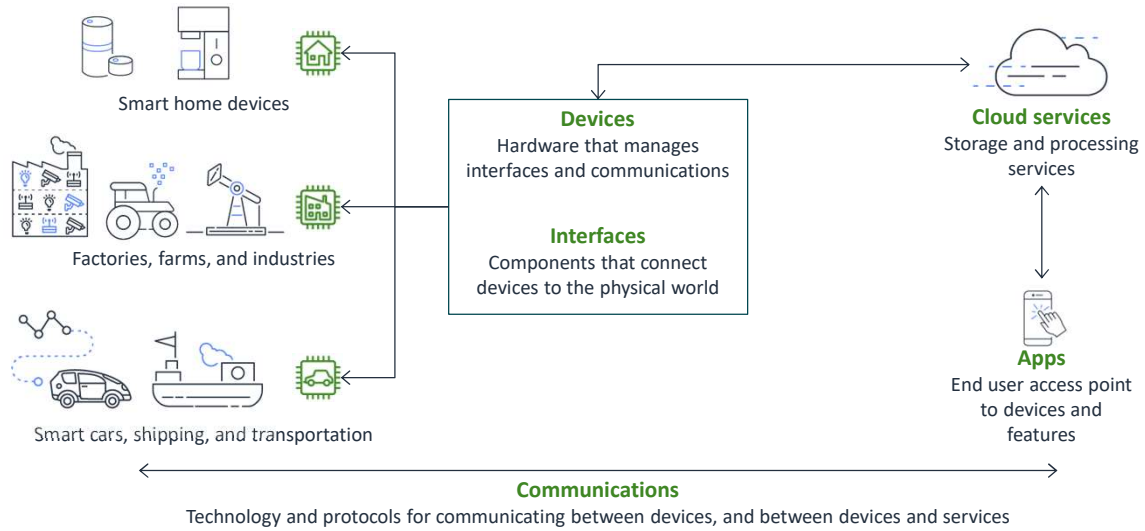 Smart home devices
Devices
Hardware that manages
interfaces and communications
Interfaces
Components that connect
devices to the physical world
Cloud services
Storage and processing
services
Factories, farms, and industries
Apps
End user access point
to devices and
features
Smart cars, shipping, and transportation
Communications
Technology and protocols for communicating between devices, and between devices and services